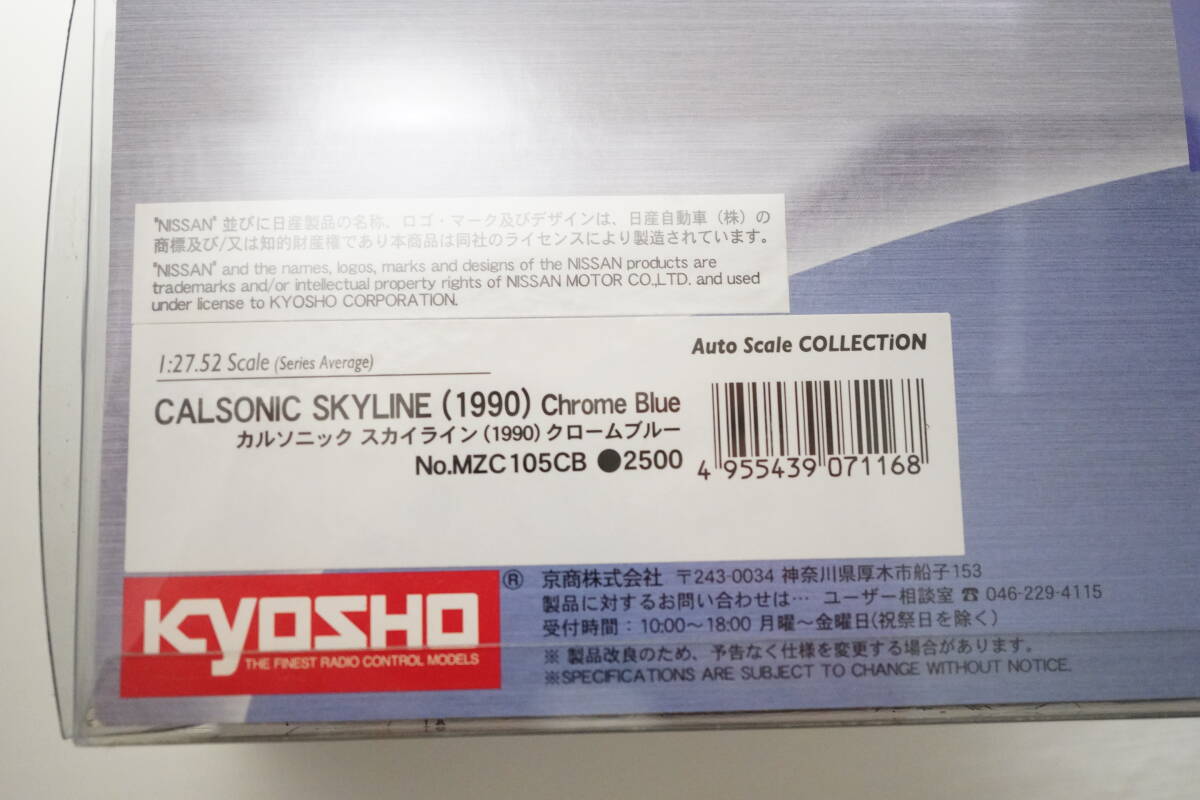 "NISSAN" 並びに日産製品の名称、ロゴ・マーク及びデザインは、日産自動車（株）の
商標及び/又は知的財産権であり本商品は同社のライセンスにより製造されています。
"NISSAN" and the names, logos, marks and designs of the NISSAN products are
trademarks and/or intellectual property rights of NISSAN MOTOR CO.,LTD. and used
under license to KYOSHO CORPORATION.
1:27.52 Scale (Series Average)
Auto Scale COLLECTiON
CALSONIC SKYLINE (1990) Chrome Blue
カルソニック スカイライン(1990) クロームブルー
No.MZC105CB ●2500
4 955439 071168
KYOSHO ®
THE FINEST RADIO CONTROL MODELS
京商株式会社 〒243-0034 神奈川県厚木市船子153
製品に対するお問い合わせは… ユーザー相談室 ☎ 046-229-4115
受付時間：10:00〜18:00 月曜〜金曜日(祝祭日を除く)
※ 製品改良のため、予告なく仕様を変更する場合があります。
※SPECIFICATIONS ARE SUBJECT TO CHANGE WITHOUT NOTICE.